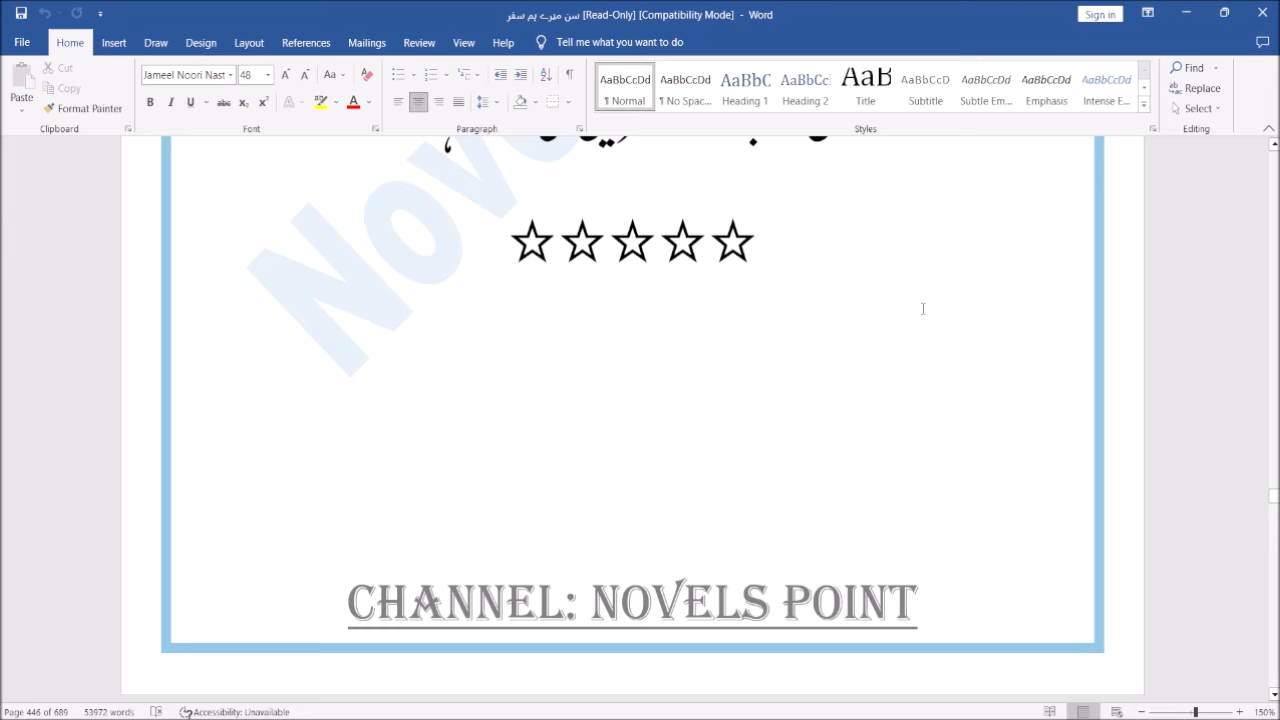 سن میرے ہم سفر [Read-Only] [Compatibility Mode] - Word
Sign in
File Home Insert Draw Design Layout References Mailings Review View Help Tell me what you want to do
Paste
Cut
Copy
Format Painter
Jameel Noori Nast 48
AaBbCcDd AaBbCcDd AaBbC AaBbCc AaB AaBbCcD AaBbCcDd AaBbCcDd AaBbCcDd
¶ Normal ¶ No Spac... Heading 1 Heading 2 Title Subtitle Subtle Em... Emphasis Intense E...
Find
Replace
Select
Clipboard Font Paragraph Styles Editing
Nov
☆☆☆☆☆
CHANNEL: NOVELS POINT
Page 446 of 689 53972 words Accessibility: Unavailable 150%